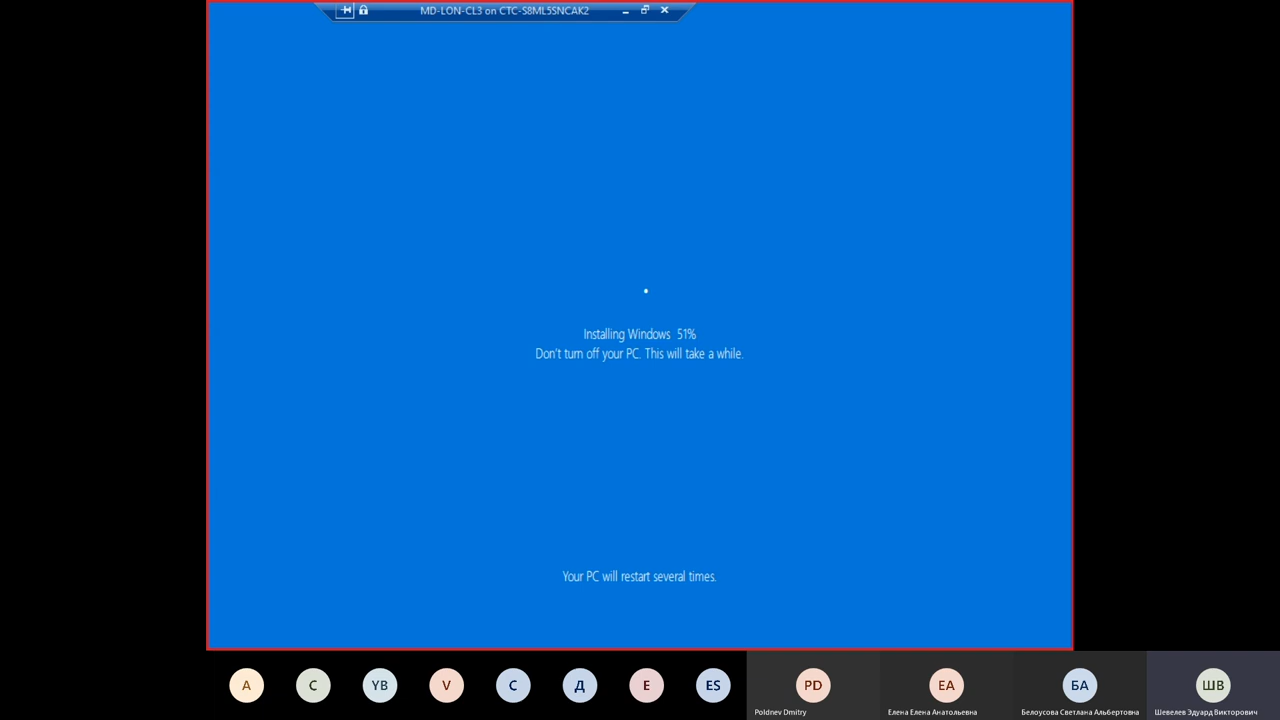 MD-LON-CL3 on CTC-S8ML5SNCAK2
Installing Windows 51%
Don't turn off your PC. This will take a while.
Your PC will restart several times.
A
C
YB
V
C
Д
E
ES
PD
EA
БА
ШВ
Poldnev Dmitry
Елена Елена Анатольевна
Белоусова Светлана Альбертовна
Шевелев Эдуард Викторович